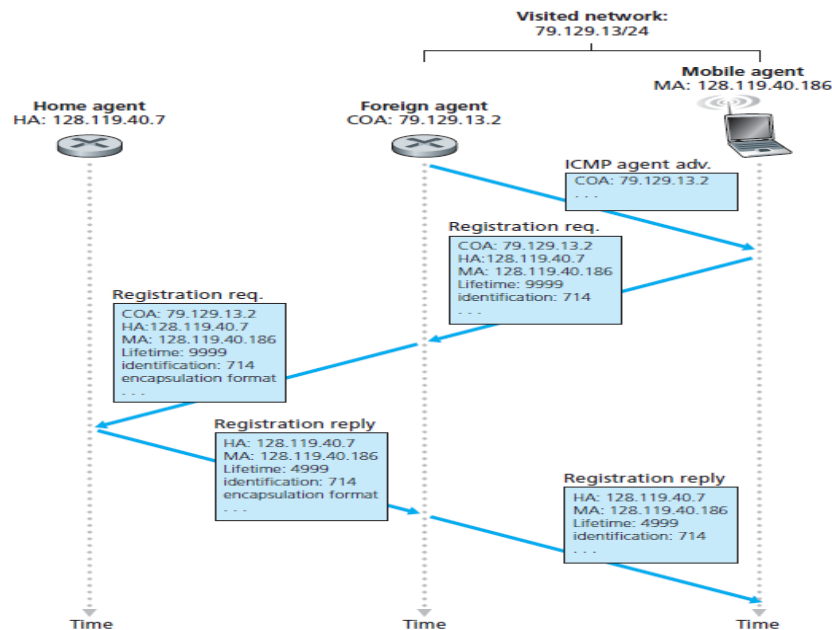 Visited network:
79.129.13/24
Mobile agent
MA: 128.119.40.186
Home agent
HA: 128.119.40.7
Foreign agent
COA: 79.129.13.2
ICMP agent adv.
COA: 79.129.13.2
. . .
Registration req.
COA: 79.129.13.2
HA:128.119.40.7
MA: 128.119.40.186
Lifetime: 9999
identification: 714
. . .
Registration req.
COA: 79.129.13.2
HA:128.119.40.7
MA: 128.119.40.186
Lifetime: 9999
identification: 714
encapsulation format
. . .
Registration reply
HA: 128.119.40.7
MA: 128.119.40.186
Lifetime: 4999
identification: 714
encapsulation format
. . .
Registration reply
HA: 128.119.40.7
MA: 128.119.40.186
Lifetime: 4999
identification: 714
. . .
Time
Time
Time